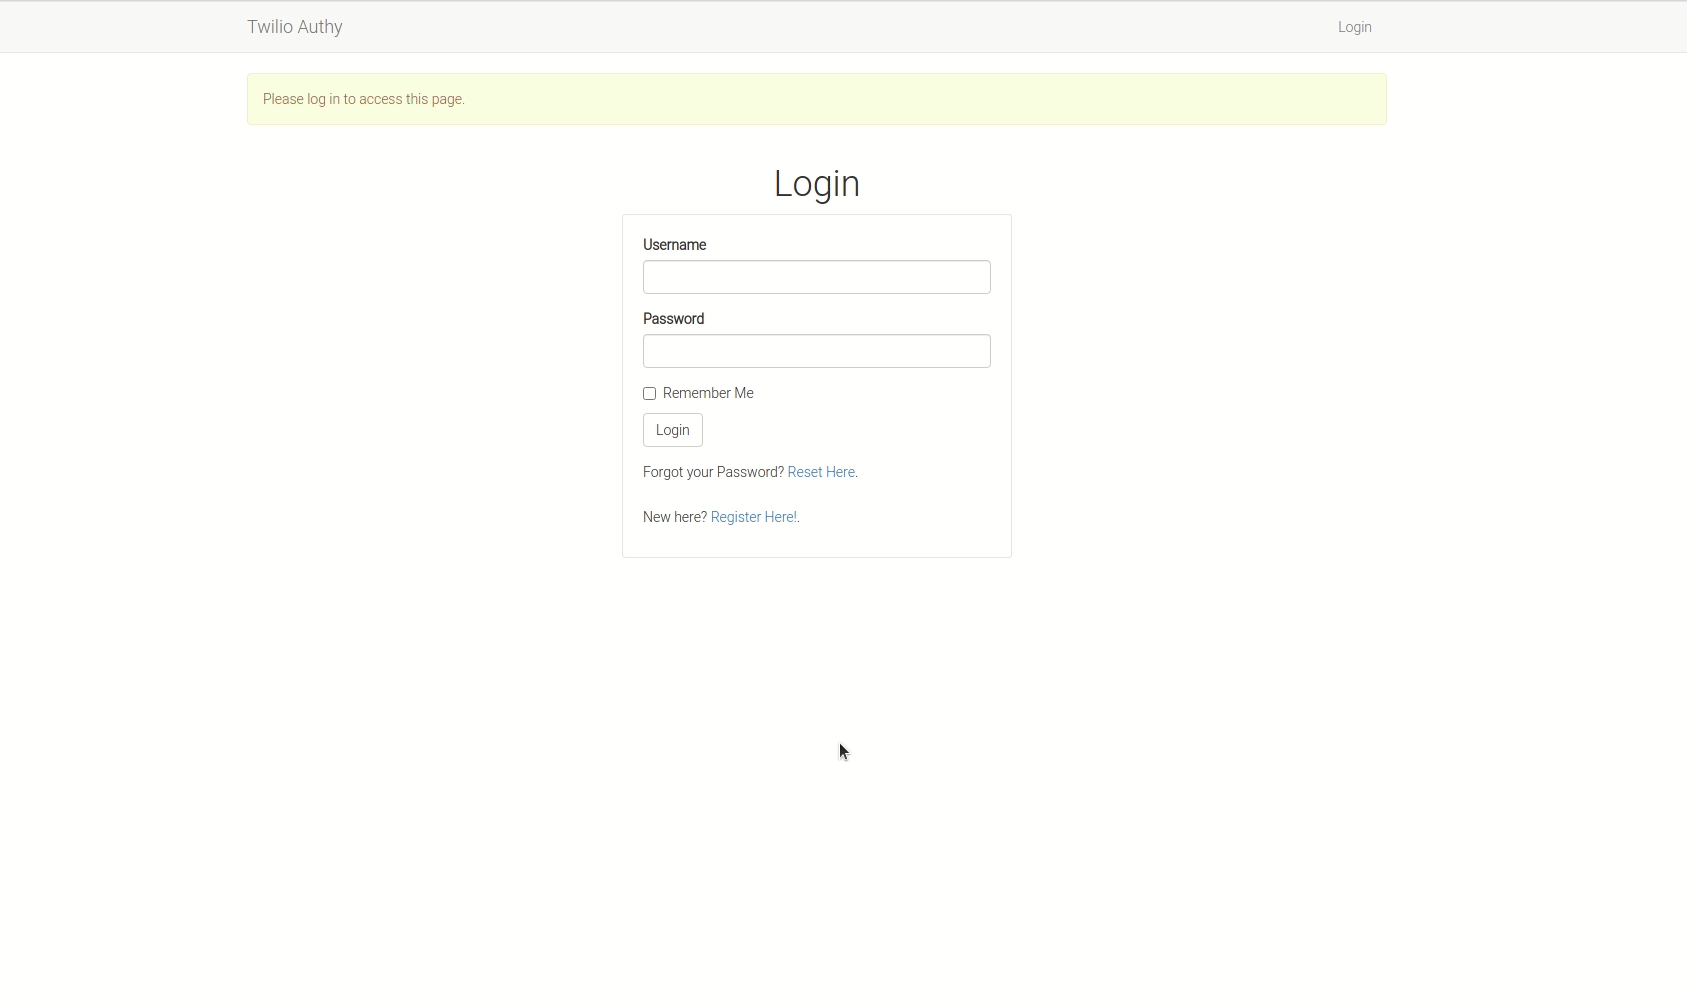 Twilio Authy
Login
Please log in to access this page.
Login
Username
Password
Remember Me
Login
Forgot your Password? Reset Here.
New here? Register Here!.